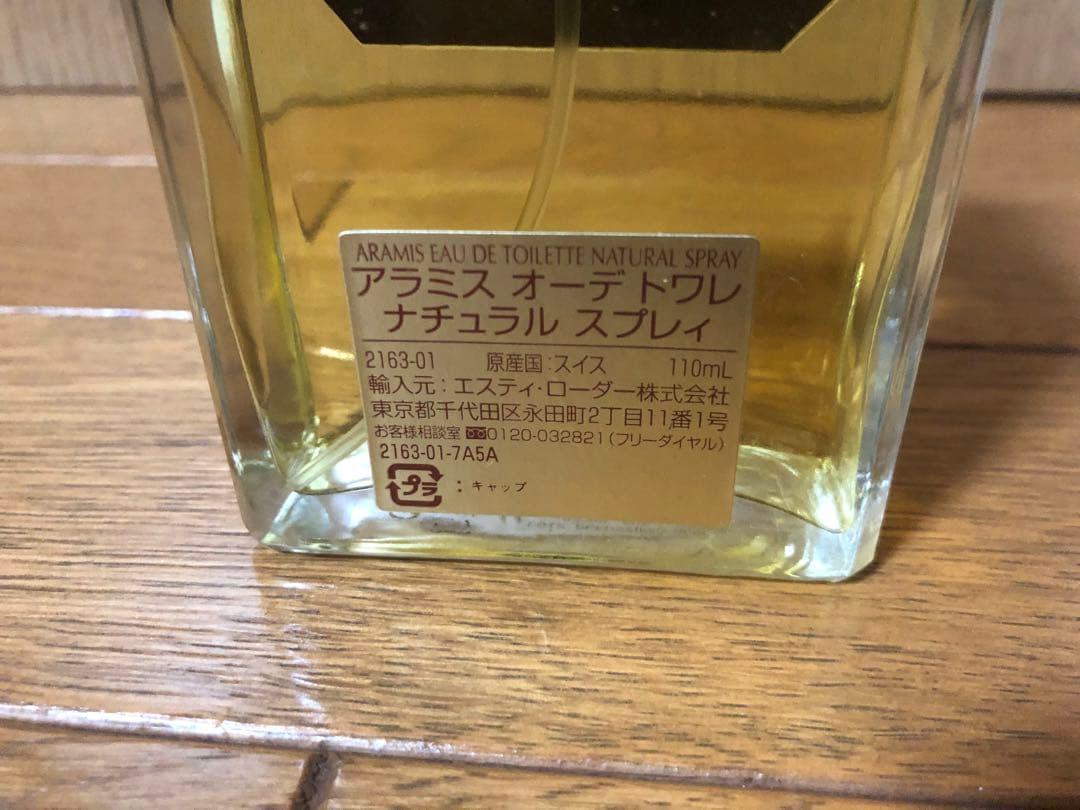 ARAMIS EAU DE TOILETTE NATURAL SPRAY
アラミス オーデ トワレ
ナチュラル スプレィ
2163-01 原産国:スイス 110mL
輸入元:エスティ・ローダー株式会社
東京都千代田区永田町2丁目11番1号
お客様相談室 0120-032821(フリーダイヤル)
2163-01-7A5A
プラ : キャップ